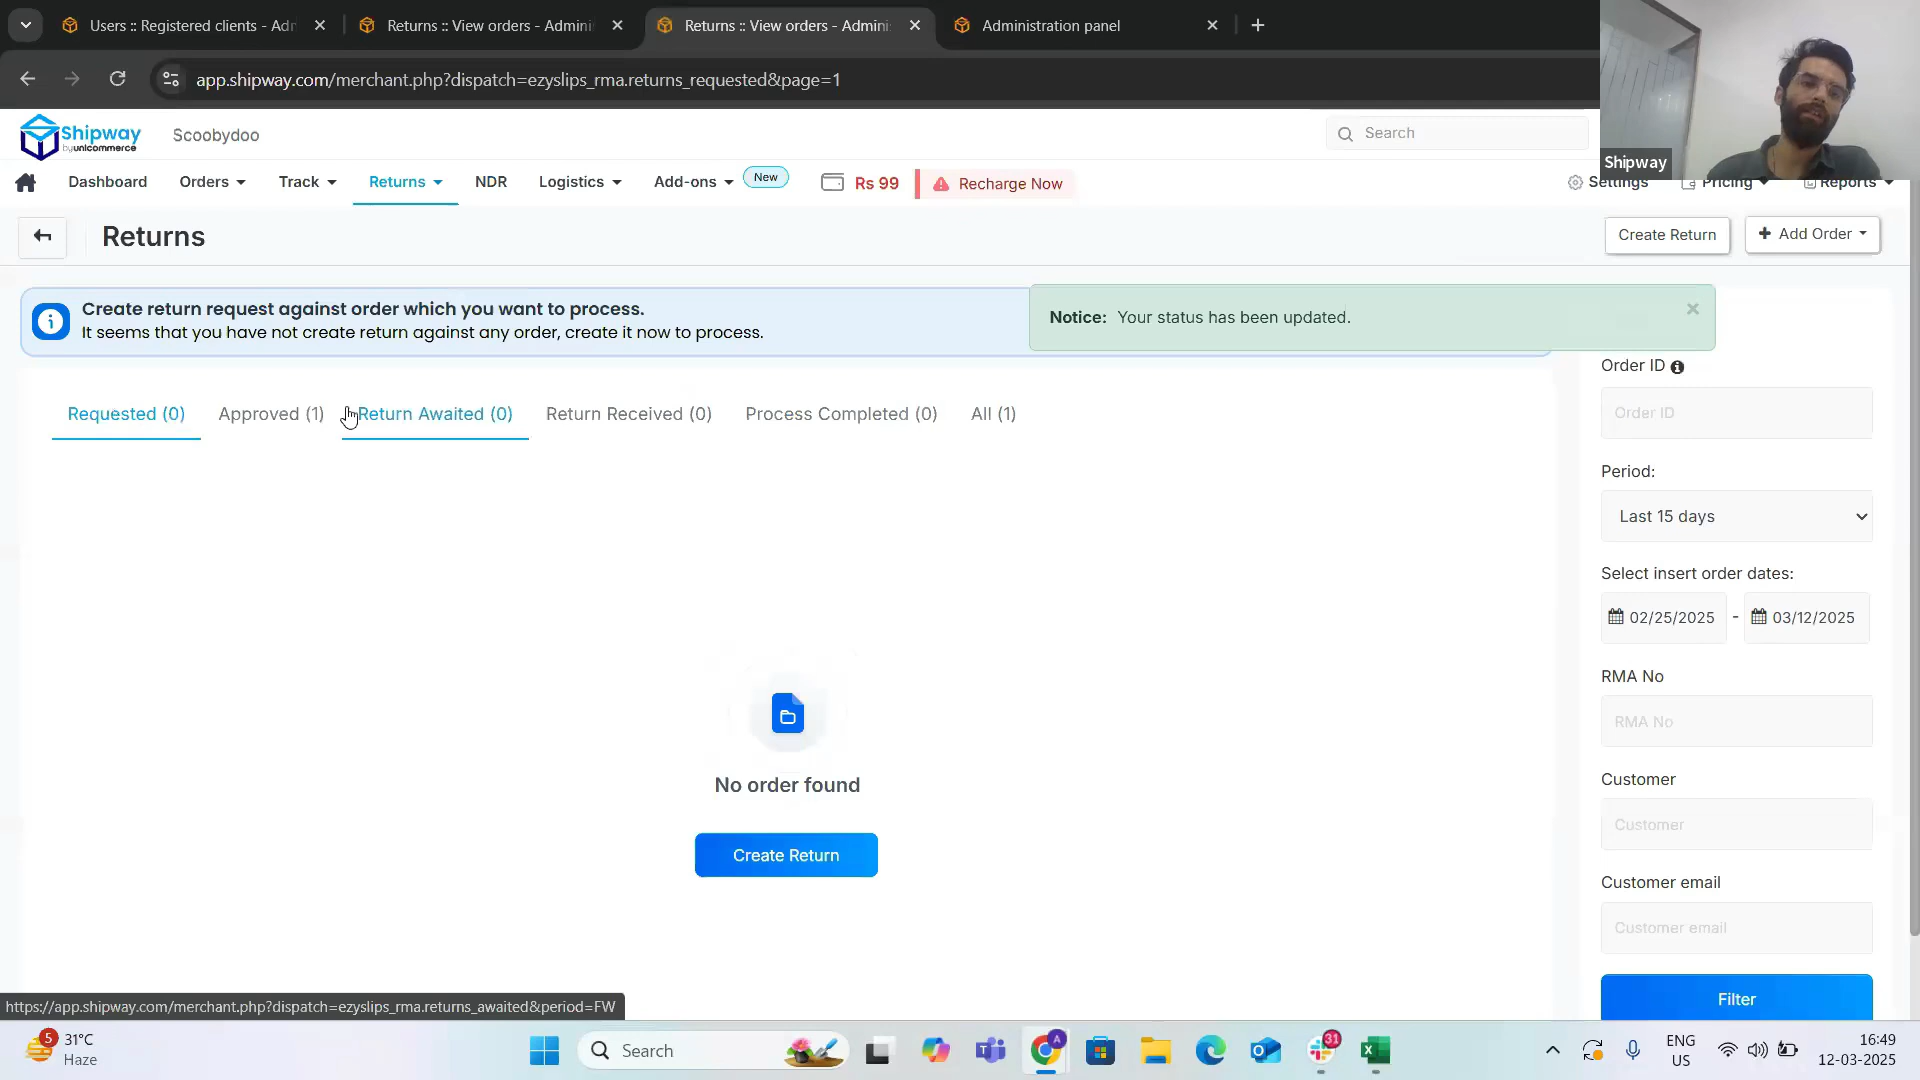 Users :: Registered clients - Adn
Returns :: View orders - Admini
Returns :: View orders - Admini
Administration panel
app.shipway.com/merchant.php?dispatch=ezyslips_rma.returns_requested&page=1
Shipway
by unicommerce
Scoobydoo
Search
Shipway
Dashboard
Orders
Track
Returns
NDR
Logistics
Add-ons
New
Rs 99
Recharge Now
Settings
Pricing
Reports
Returns
Create Return
+ Add Order
Create return request against order which you want to process.
It seems that you have not create return against any order, create it now to process.
Notice: Your status has been updated.
Requested (0)
Approved (1)
Return Awaited (0)
Return Received (0)
Process Completed (0)
All (1)
Order ID
Order ID
Period:
Last 15 days
Select insert order dates:
02/25/2025 - 03/12/2025
RMA No
RMA No
Customer
Customer
Customer email
Customer email
Filter
No order found
Create Return
https://app.shipway.com/merchant.php?dispatch=ezyslips_rma.returns_awaited&period=FW
5
31°C
Haze
Search
A
31
ENG
US
16:49
12-03-2025